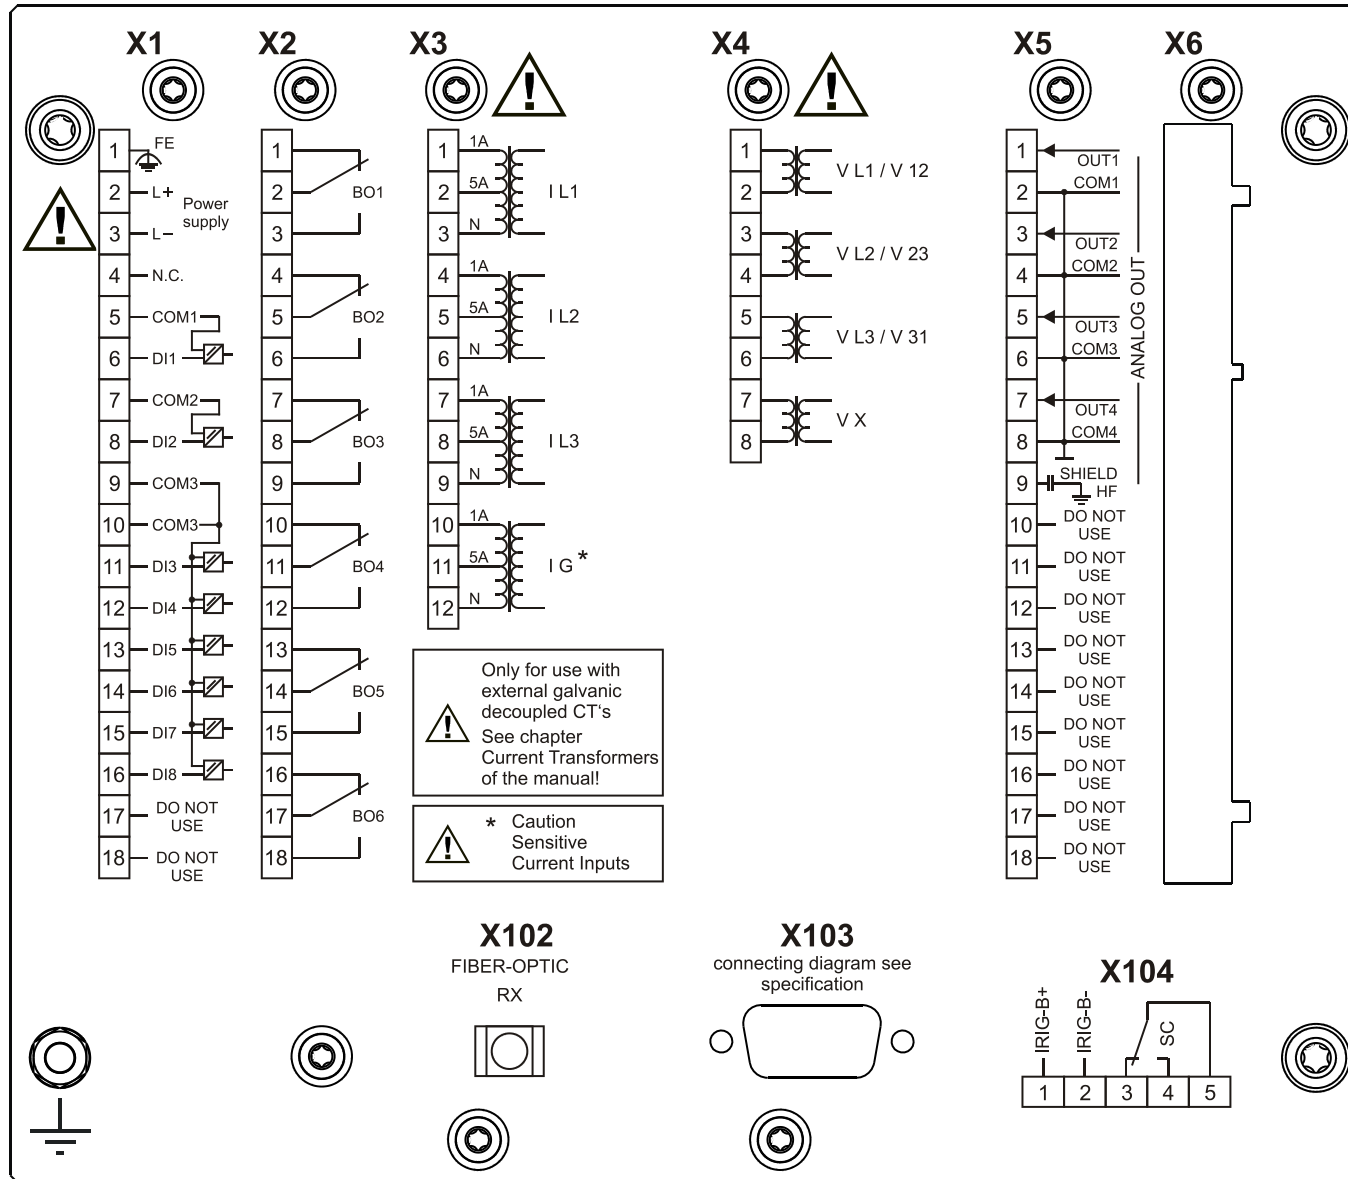 X1
1
FE
2
L+
Power
supply
3
L−
4
N.C.
5
COM1
6
DI1
7
COM2
8
DI2
9
COM3
10
COM3
11
DI3
12
DI4
13
DI5
14
DI6
15
DI7
16
DI8
17
DO NOT
USE
18
DO NOT
USE
X2
1
2
BO1
3
4
5
BO2
6
7
8
BO3
9
10
11
BO4
12
13
14
BO5
15
16
17
BO6
18
X3
!
1
1A
2
5A
I L1
3
N
4
1A
5
5A
I L2
6
N
7
1A
8
5A
I L3
9
N
10
1A
11
5A
I G *
12
N
!
Only for use with
external galvanic
decoupled CT‘s
See chapter
Current Transformers
of the manual!
!
* Caution
Sensitive
Current Inputs
X4
!
1
V L1 / V 12
2
3
V L2 / V 23
4
5
V L3 / V 31
6
7
V X
8
X5
1
OUT1
2
COM1
3
OUT2
4
COM2
5
OUT3
6
COM3
7
OUT4
8
COM4
ANALOG OUT
9
SHIELD
HF
10
DO NOT
USE
11
DO NOT
USE
12
DO NOT
USE
13
DO NOT
USE
14
DO NOT
USE
15
DO NOT
USE
16
DO NOT
USE
17
DO NOT
USE
18
DO NOT
USE
X6
!
X102
FIBER-OPTIC
RX
X103
connecting diagram see
specification
X104
IRIG-B+
IRIG-B-
SC
1 2 3 4 5